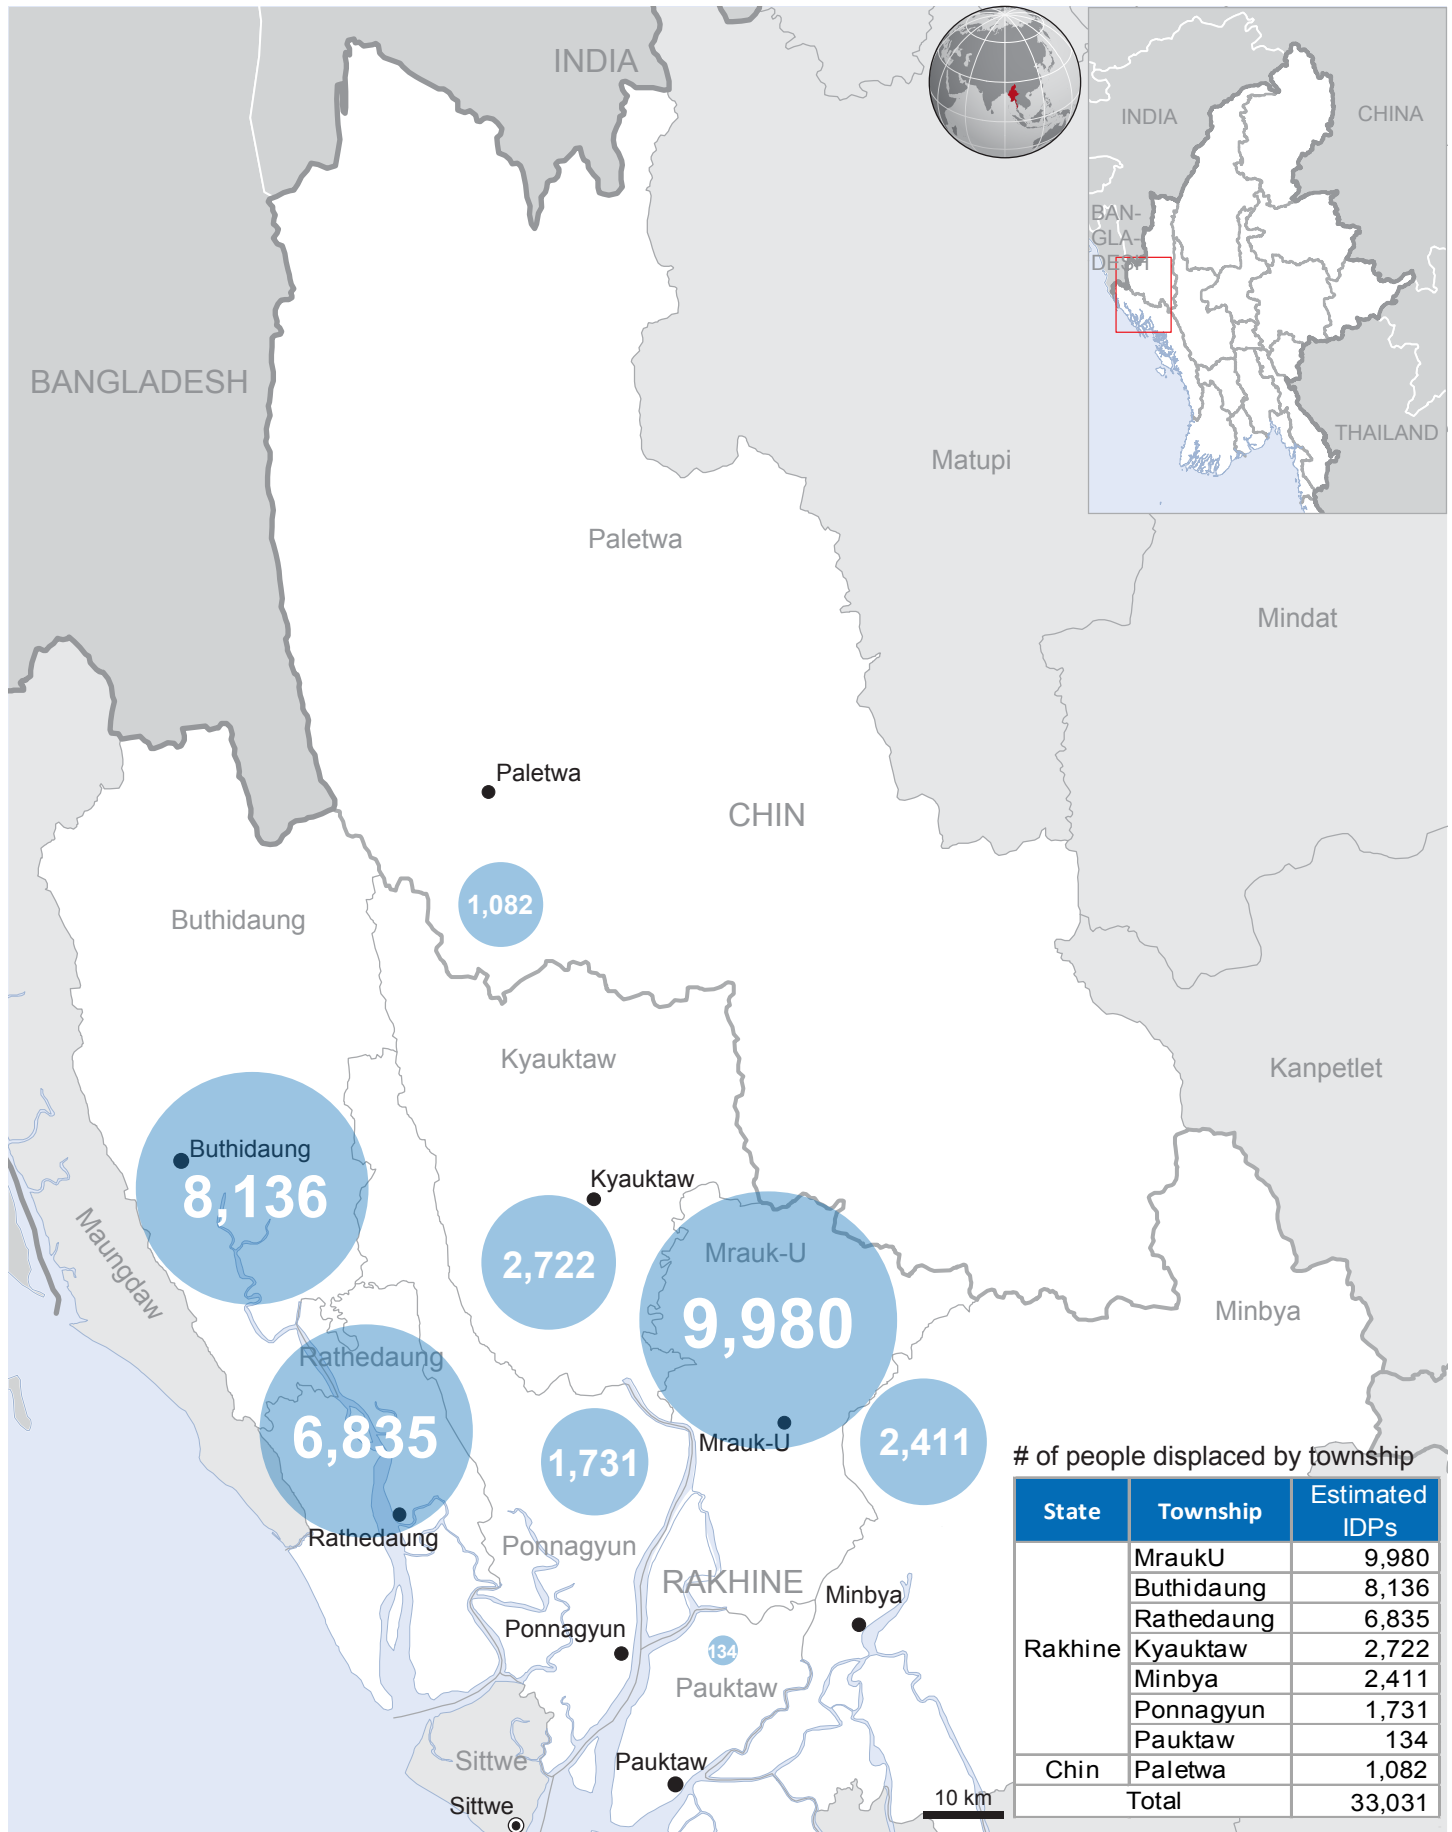 INDIA
INDIA
CHINA
BAN-
GLA-
DESH
THAILAND
BANGLADESH
Matupi
Paletwa
Mindat
Paletwa
CHIN
1,082
Buthidaung
Kyauktaw
Kanpetlet
Buthidaung
8,136
Kyauktaw
Maungdaw
2,722
Mrauk-U
9,980
Minbya
Rathedaung
6,835
1,731
Mrauk-U
2,411
Rathedaung
Ponnagyun
RAKHINE
Minbya
Ponnagyun
134
Pauktaw
Sittwe
Pauktaw
Sittwe
10 km
# of people displaced by township
State Township Estimated IDPs
Rakhine MraukU 9,980
Buthidaung 8,136
Rathedaung 6,835
Kyauktaw 2,722
Minbya 2,411
Ponnagyun 1,731
Pauktaw 134
Chin Paletwa 1,082
Total 33,031